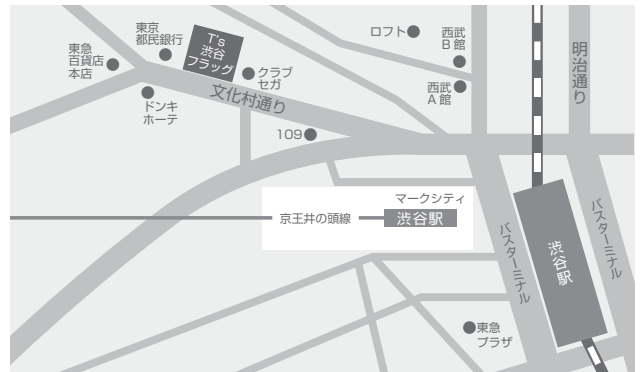 東京
都民銀行
T's
渋谷
フラッグ
ロフト
西武
B館
東急
百貨店
本店
クラブ
セガ
西武
A館
明治通り
ドンキ
ホーテ
文化村通り
109
マークシティ
京王井の頭線
渋谷駅
バスターミナル
渋谷駅
バスターミナル
東急
プラザ